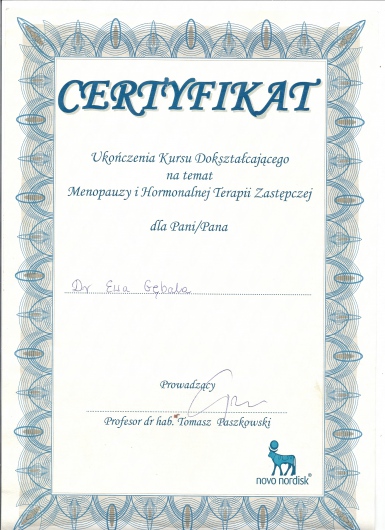 CERTYFIKAT
Ukończenia Kursu Dokształcającego
na temat
Menopauzy i Hormonalnej Terapii Zastępczej
dla Pani/Pana
Dr Ewa Gębala
Prowadzący
Profesor dr hab. Tomasz Paszkowski
novo nordisk®